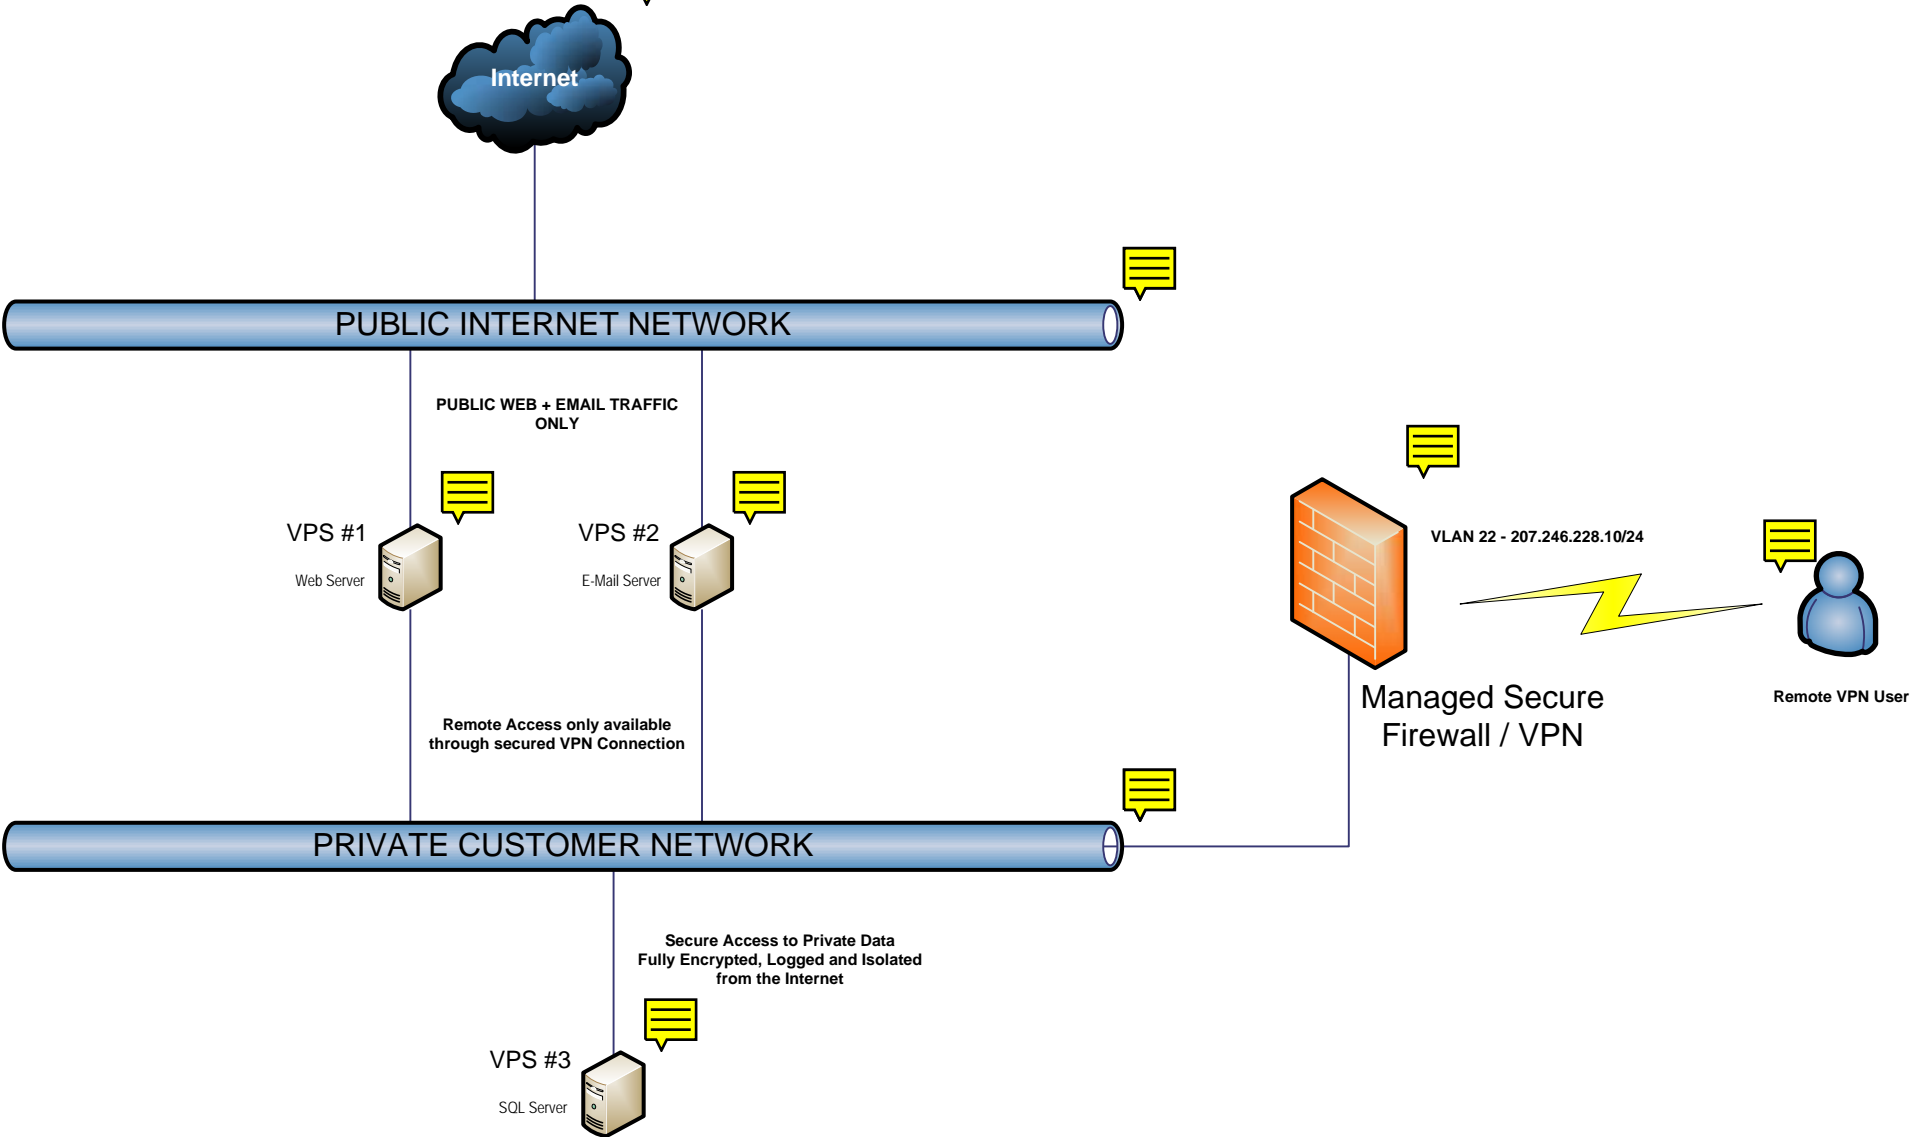 Internet
PUBLIC INTERNET NETWORK
PUBLIC WEB + EMAIL TRAFFIC
ONLY
VPS #1
Web Server
VPS #2
E-Mail Server
VLAN 22 - 207.246.228.10/24
Managed Secure
Firewall / VPN
Remote VPN User
Remote Access only available
through secured VPN Connection
PRIVATE CUSTOMER NETWORK
Secure Access to Private Data
Fully Encrypted, Logged and Isolated
from the Internet
VPS #3
SQL Server